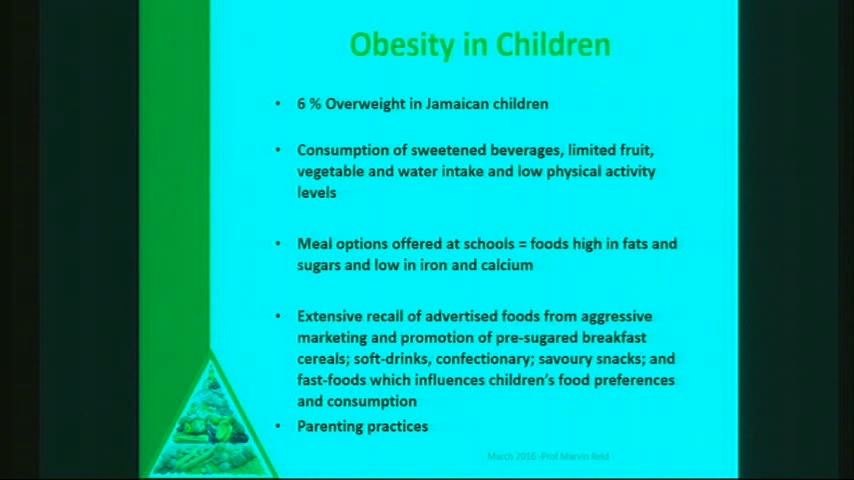 Obesity in Children
• 6 % Overweight in Jamaican children
• Consumption of sweetened beverages, limited fruit,
vegetable and water intake and low physical activity
levels
• Meal options offered at schools = foods high in fats and
sugars and low in iron and calcium
• Extensive recall of advertised foods from aggressive
marketing and promotion of pre-sugared breakfast
cereals; soft-drinks, confectionary; savoury snacks; and
fast-foods which influences children's food preferences
and consumption
• Parenting practices
March 2016 -Prof Marvin Reid